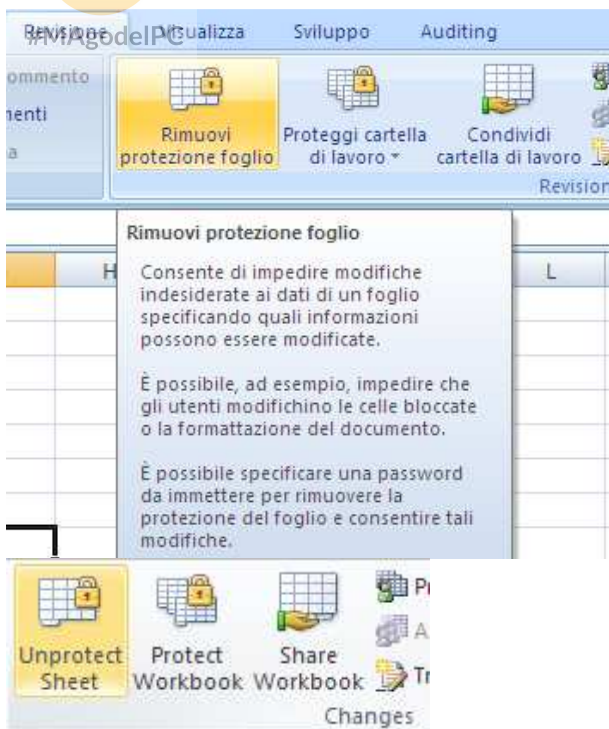 Revisione Visualizza Sviluppo Auditing
#MAgodelPC
Rimuovi
protezione foglio
Proteggi cartella
di lavoro
Condividi
cartella di lavoro
Rimuovi protezione foglio
H L
Consente di impedire modifiche
indesiderate ai dati di un foglio
specificando quali informazioni
possono essere modificate.
È possibile, ad esempio, impedire che
gli utenti modifichino le celle bloccate
o la formattazione del documento.
È possibile specificare una password
da immettere per rimuovere la
protezione del foglio e consentire tali
modifiche.
Unprotect
Sheet
Protect
Workbook
Share
Workbook
Changes